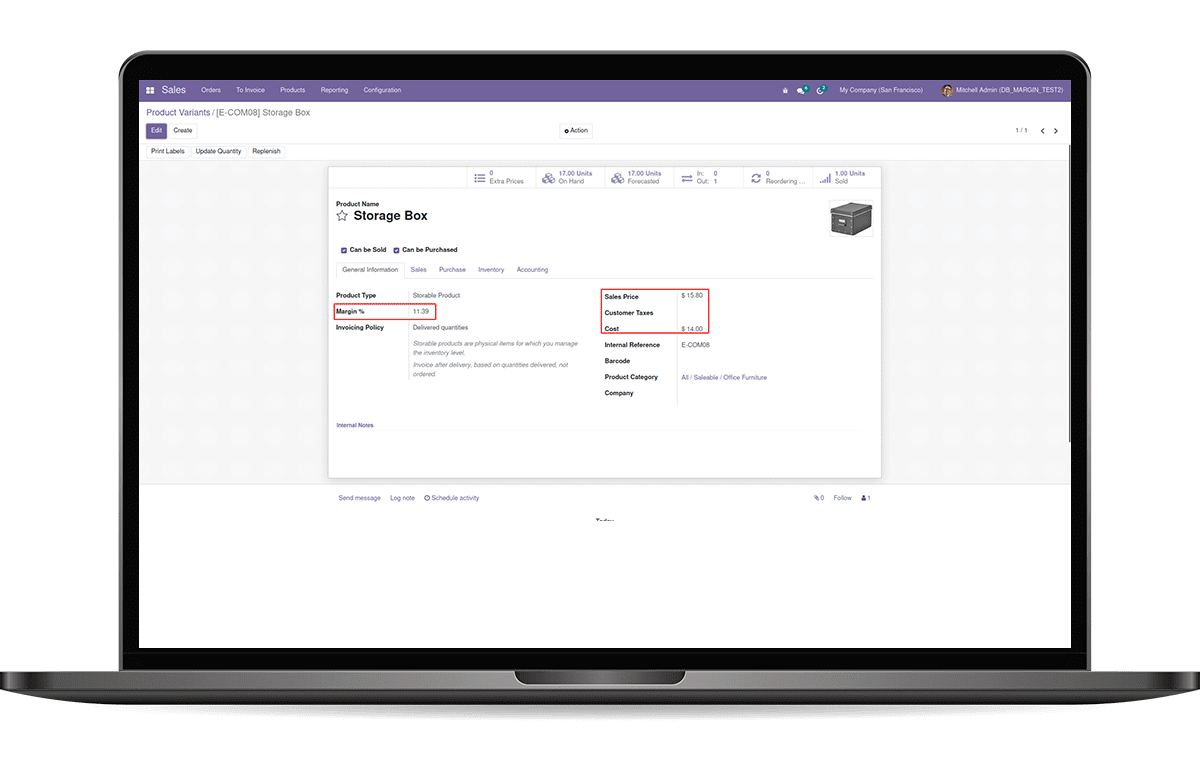 Sales Orders To Invoice Products Reporting Configuration My Company (San Francisco) Mitchell Admin (DB_MARGIN_TEST2)
Product Variants / [E-COM08] Storage Box
Edit Create Action 1 / 1
Print Labels Update Quantity Replenish
0 Extra Prices
17.00 Units On Hand
17.00 Units Forecasted
In: 0
Out: 1
0 Reordering ...
1.00 Units Sold
Product Name
Storage Box
Can be Sold Can be Purchased
General Information Sales Purchase Inventory Accounting
Product Type Storable Product
Margin % 11.39
Invoicing Policy Delivered quantities
Storable products are physical items for which you manage
the inventory level.
Invoice after delivery, based on quantities delivered, not
ordered.
Sales Price $ 15.80
Customer Taxes
Cost $ 14.00
Internal Reference E-COM08
Barcode
Product Category All / Saleable / Office Furniture
Company
Internal Notes
Send message Log note Schedule activity 0 Follow 1